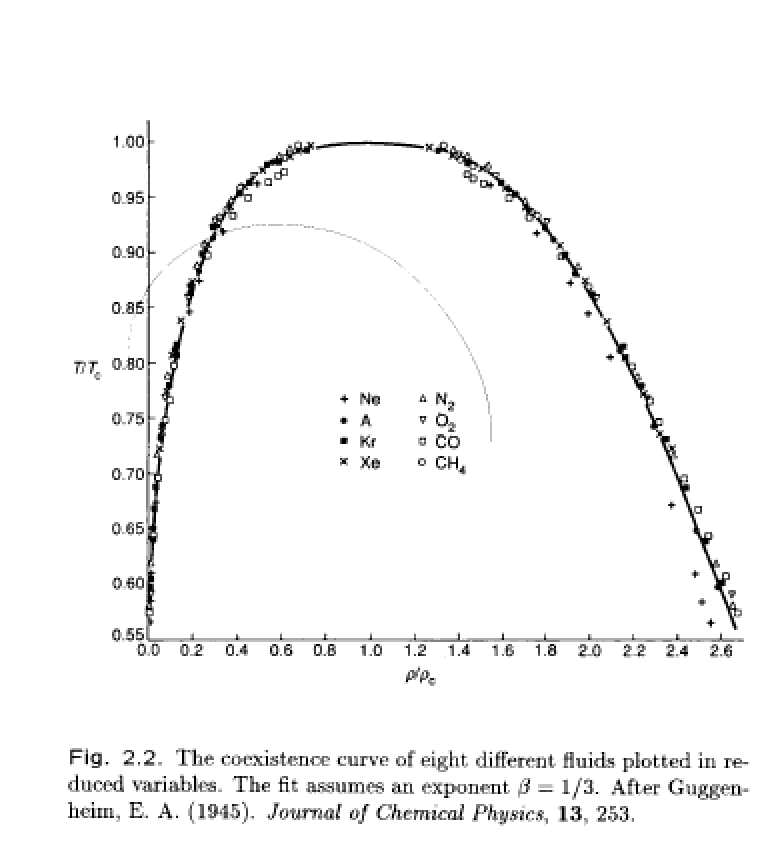 1.00
0.95
0.90
0.85
T/Tc 0.80
+ Ne △ N2
0.75
• A ▽ O2
■ Kr □ CO
0.70
× Xe ○ CH4
0.65
0.60
0.55
0.0 0.2 0.4 0.6 0.8 1.0 1.2 1.4 1.6 1.8 2.0 2.2 2.4 2.6
ρ/ρc
Fig. 2.2. The coexistence curve of eight different fluids plotted in re-
duced variables. The fit assumes an exponent β = 1/3. After Guggen-
heim, E. A. (1945). Journal of Chemical Physics, 13, 253.